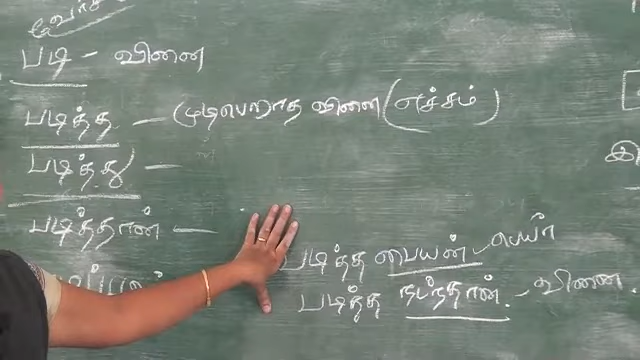 வேர்ச்
படி - வினை
படித்த - முடிபெறாத வினை (எச்சம்)
படித்து -
படித்தான் -
படித்த பையன் - பெயர்
படித்த நடந்தான். - வினை.